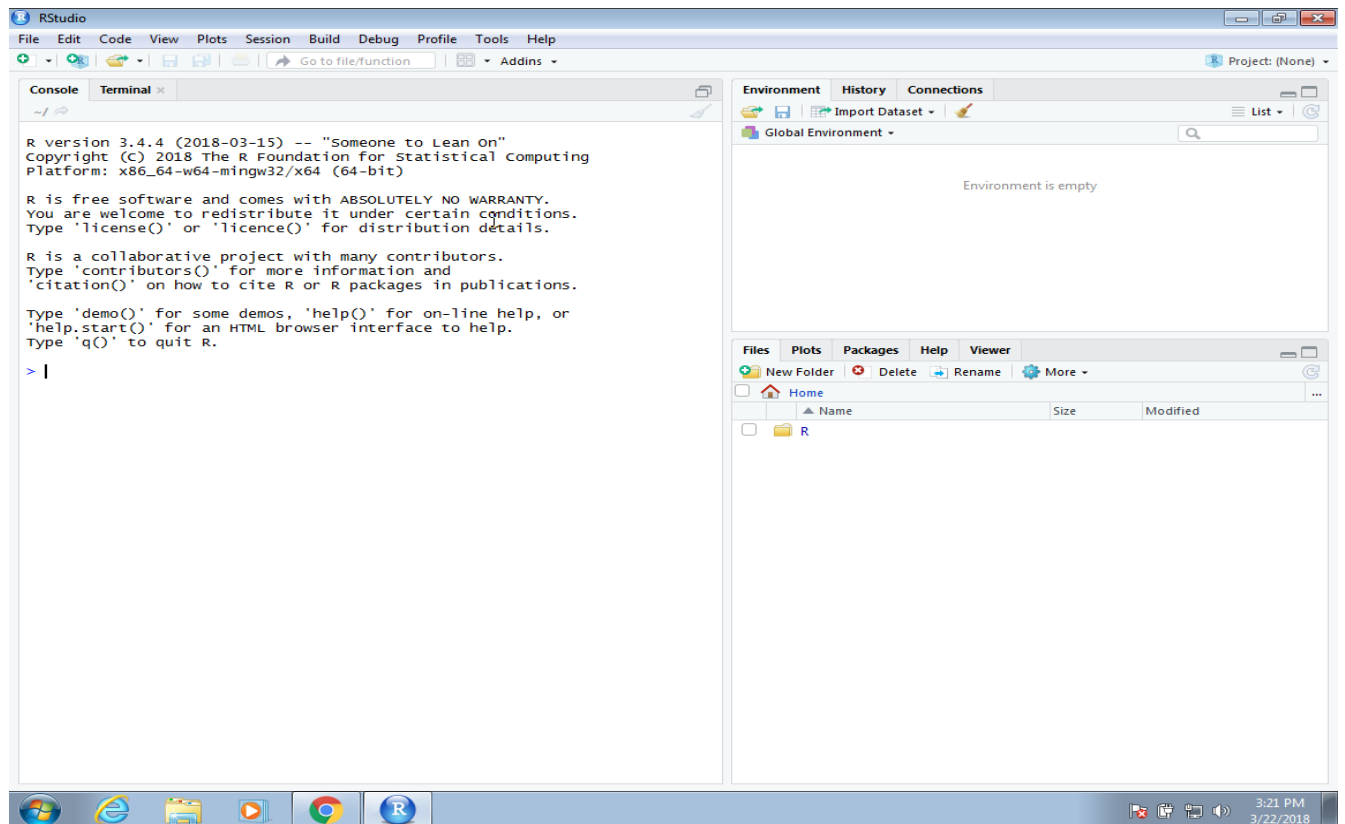 RStudio
File Edit Code View Plots Session Build Debug Profile Tools Help
Go to file/function Addins Project: (None)
Console Terminal
~/
R version 3.4.4 (2018-03-15) -- "Someone to Lean On"
Copyright (C) 2018 The R Foundation for Statistical Computing
Platform: x86_64-w64-mingw32/x64 (64-bit)
R is free software and comes with ABSOLUTELY NO WARRANTY.
You are welcome to redistribute it under certain conditions.
Type 'license()' or 'licence()' for distribution details.
R is a collaborative project with many contributors.
Type 'contributors()' for more information and
'citation()' on how to cite R or R packages in publications.
Type 'demo()' for some demos, 'help()' for on-line help, or
'help.start()' for an HTML browser interface to help.
Type 'q()' to quit R.
>
Environment History Connections
Import Dataset List
Global Environment
Environment is empty
Files Plots Packages Help Viewer
New Folder Delete Rename More
Home ...
Name Size Modified
R
3:21 PM
3/22/2018